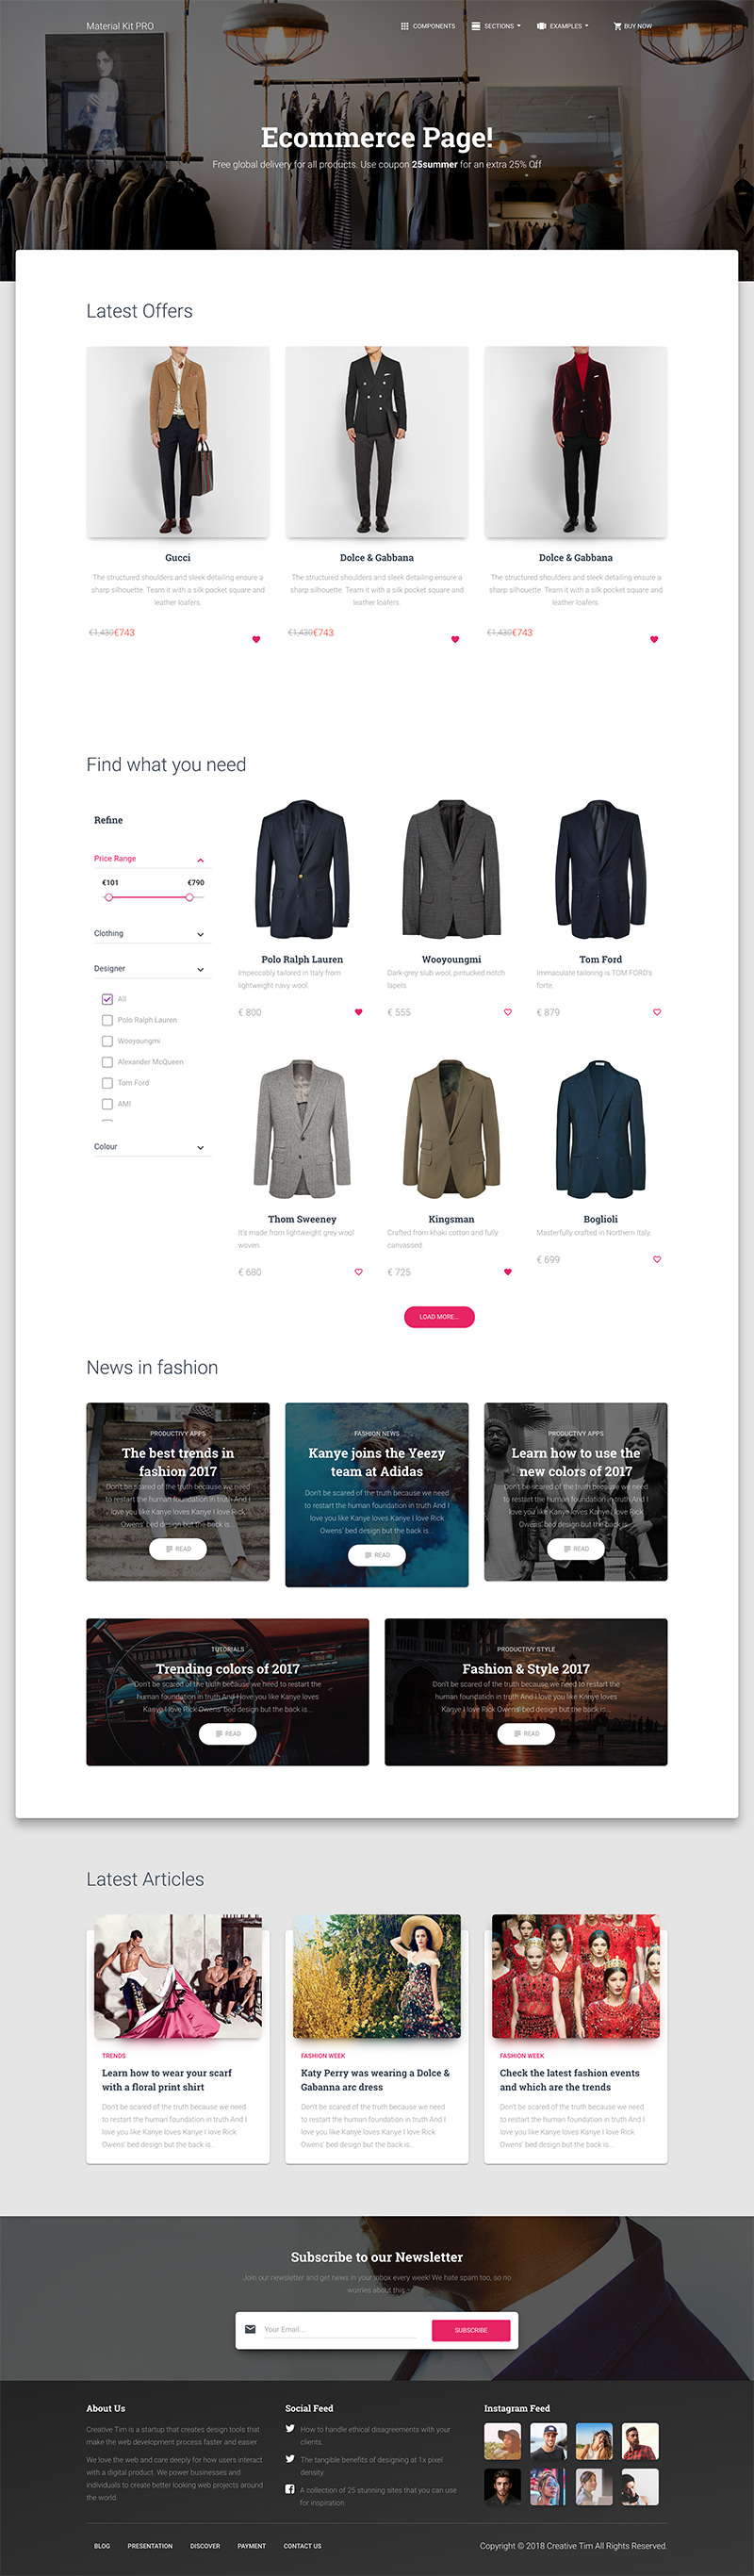 Material Kit PRO
COMPONENTS
SECTIONS
EXAMPLES
BUY NOW
Ecommerce Page!
Free global delivery for all products. Use coupon 25summer for an extra 25% Off
Latest Offers
Gucci
The structured shoulders and sleek detailing ensure a
sharp silhouette. Team it with a silk pocket square and
leather loafers.
€1,430€743
Dolce & Gabbana
The structured shoulders and sleek detailing ensure a
sharp silhouette. Team it with a silk pocket square and
leather loafers.
€1,430€743
Dolce & Gabbana
The structured shoulders and sleek detailing ensure a
sharp silhouette. Team it with a silk pocket square and
leather loafers.
€1,430€743
Find what you need
Refine
Price Range
€101 €790
Clothing
Designer
All
Polo Ralph Lauren
Wooyoungmi
Alexander McQueen
Tom Ford
AMI
Colour
Polo Ralph Lauren
Impeccably tailored in Italy from
lightweight navy wool.
€ 800
Wooyoungmi
Dark-grey slub wool, pintucked notch
lapels.
€ 555
Tom Ford
Immaculate tailoring is TOM FORD's
forte.
€ 879
Thom Sweeney
It's made from lightweight grey wool
woven.
€ 680
Kingsman
Crafted from khaki cotton and fully
canvassed.
€ 725
Boglioli
Masterfully crafted in Northern Italy.
€ 699
LOAD MORE...
News in fashion
PRODUCTIVY APPS
The best trends in
fashion 2017
Don't be scared of the truth because we need
to restart the human foundation in truth And I
love you like Kanye loves Kanye I love Rick
Owens' bed design but the back is...
READ
FASHION NEWS
Kanye joins the Yeezy
team at Adidas
Don't be scared of the truth because we need
to restart the human foundation in truth And I
love you like Kanye loves Kanye I love Rick
Owens' bed design but the back is...
READ
PRODUCTIVY APPS
Learn how to use the
new colors of 2017
Don't be scared of the truth because we need
to restart the human foundation in truth And I
love you like Kanye loves Kanye I love Rick
Owens' bed design but the back is...
READ
TUTORIALS
Trending colors of 2017
Don't be scared of the truth because we need to restart the
human foundation in truth And I love you like Kanye loves
Kanye I love Rick Owens' bed design but the back is...
READ
PRODUCTIVY STYLE
Fashion & Style 2017
Don't be scared of the truth because we need to restart the
human foundation in truth And I love you like Kanye loves
Kanye I love Rick Owens' bed design but the back is...
READ
Latest Articles
TRENDS
Learn how to wear your scarf
with a floral print shirt
Don't be scared of the truth because we need
to restart the human foundation in truth And I
love you like Kanye loves Kanye I love Rick
Owens' bed design but the back is...
FASHION WEEK
Katy Perry was wearing a Dolce &
Gabanna arc dress
Don't be scared of the truth because we need
to restart the human foundation in truth And I
love you like Kanye loves Kanye I love Rick
Owens' bed design but the back is...
FASHION WEEK
Check the latest fashion events
and which are the trends
Don't be scared of the truth because we need
to restart the human foundation in truth And I
love you like Kanye loves Kanye I love Rick
Owens' bed design but the back is...
Subscribe to our Newsletter
Join our newsletter and get news in your inbox every week! We hate spam too, so no
worries about this.
Your Email...
SUBSCRIBE
About Us
Creative Tim is a startup that creates design tools that
make the web development process faster and easier.
We love the web and care deeply for how users interact
with a digital product. We power businesses and
individuals to create better looking web projects around
the world.
Social Feed
How to handle ethical disagreements with your
clients.
The tangible benefits of designing at 1x pixel
density.
A collection of 25 stunning sites that you can use
for inspiration.
Instagram Feed
BLOG PRESENTATION DISCOVER PAYMENT CONTACT US
Copyright © 2018 Creative Tim All Rights Reserved.